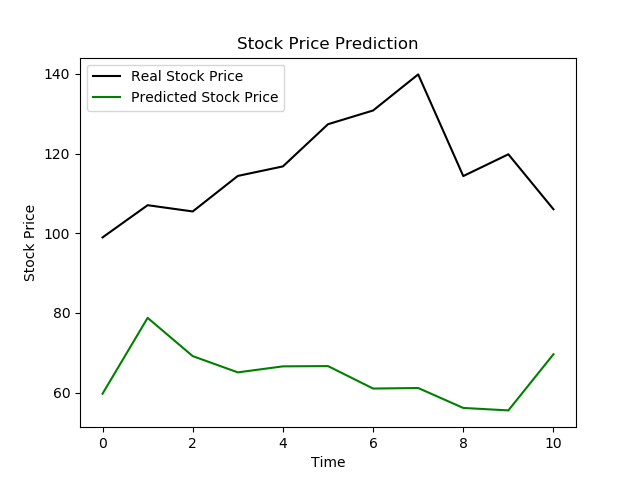 Stock Price Prediction
Real Stock Price
Predicted Stock Price
140
120
100
80
60
Stock Price
0 2 4 6 8 10
Time